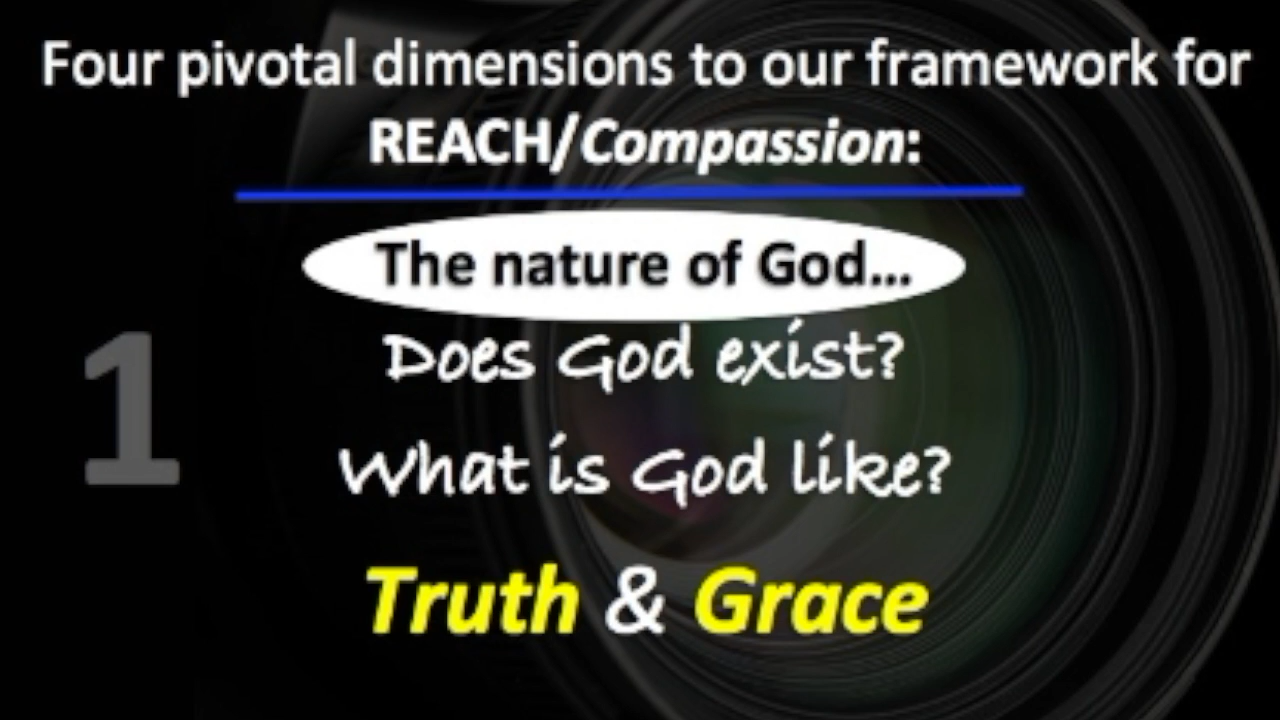 Four pivotal dimensions to our framework for
REACH/Compassion:
The nature of God...
Does God exist?
1
What is God like?
Truth & Grace